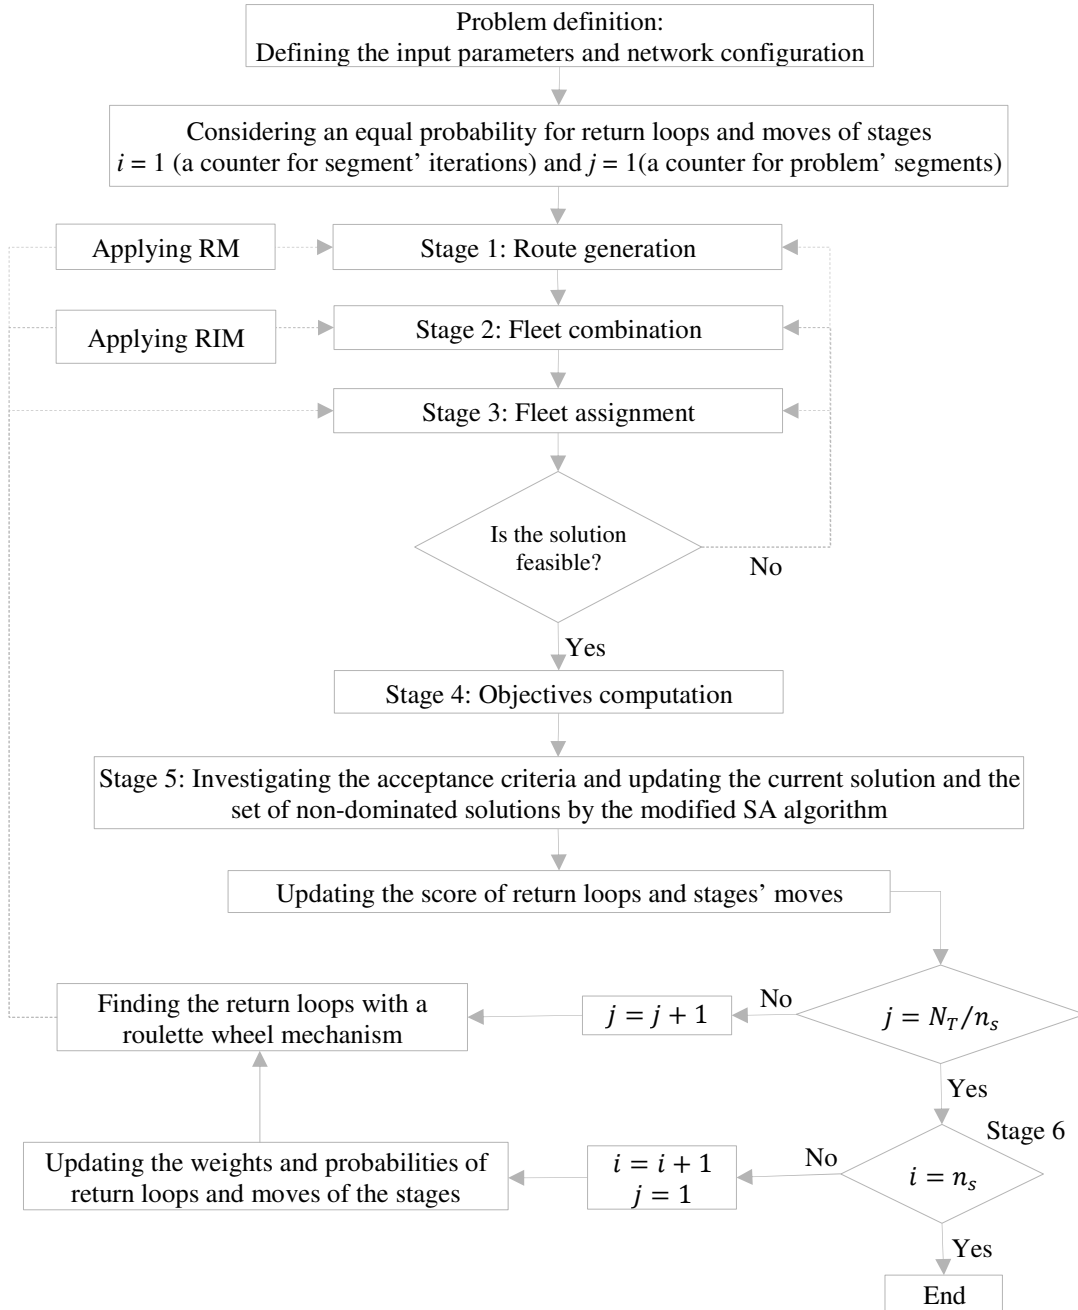 Problem definition:
Defining the input parameters and network configuration
Considering an equal probability for return loops and moves of stages
i = 1 (a counter for segment' iterations) and j = 1(a counter for problem' segments)
Applying RM
Stage 1: Route generation
Applying RIM
Stage 2: Fleet combination
Stage 3: Fleet assignment
Is the solution
feasible?
No
Yes
Stage 4: Objectives computation
Stage 5: Investigating the acceptance criteria and updating the current solution and the
set of non-dominated solutions by the modified SA algorithm
Updating the score of return loops and stages' moves
Finding the return loops with a
roulette wheel mechanism
j = j + 1
No
j = N_T/n_s
Yes
Stage 6
Updating the weights and probabilities of
return loops and moves of the stages
i = i + 1
j = 1
No
i = n_s
Yes
End